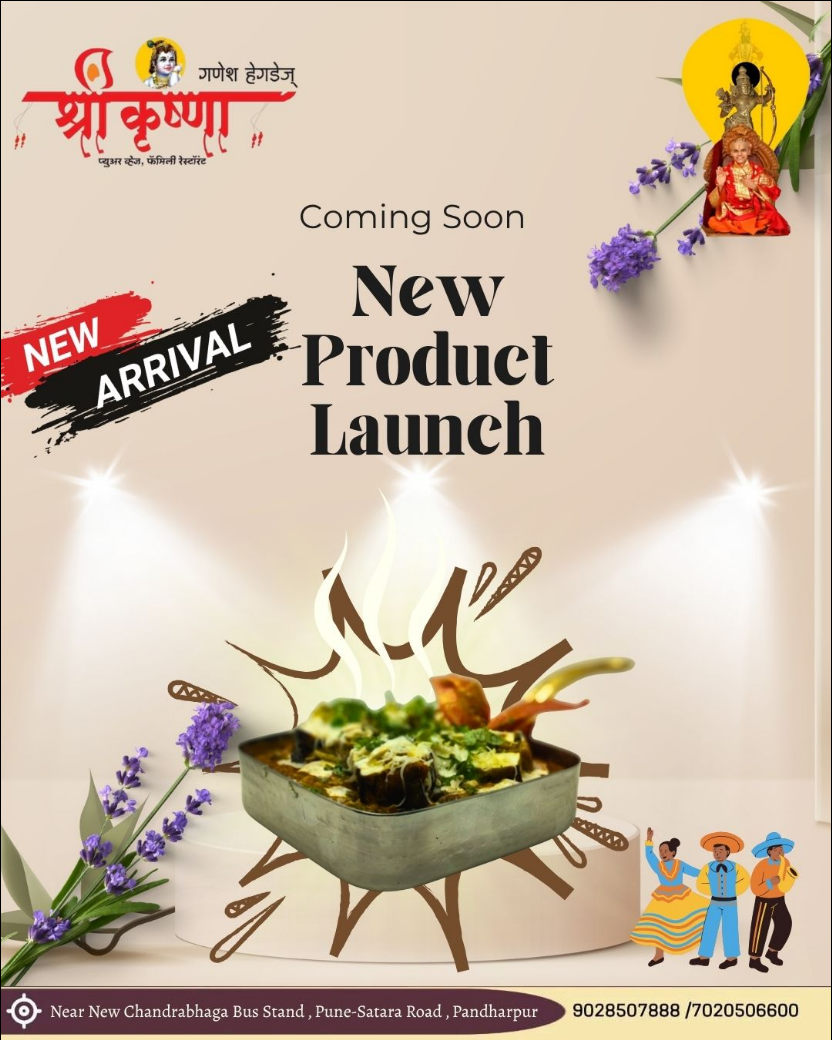 गणेश हेगडेज्
श्री कृष्णा
प्युअर व्हेज, फॅमिली रेस्टॉरंट
Coming Soon
New
Product
Launch
NEW
ARRIVAL
Near New Chandrabhaga Bus Stand , Pune-Satara Road , Pandharpur
9028507888 /7020506600